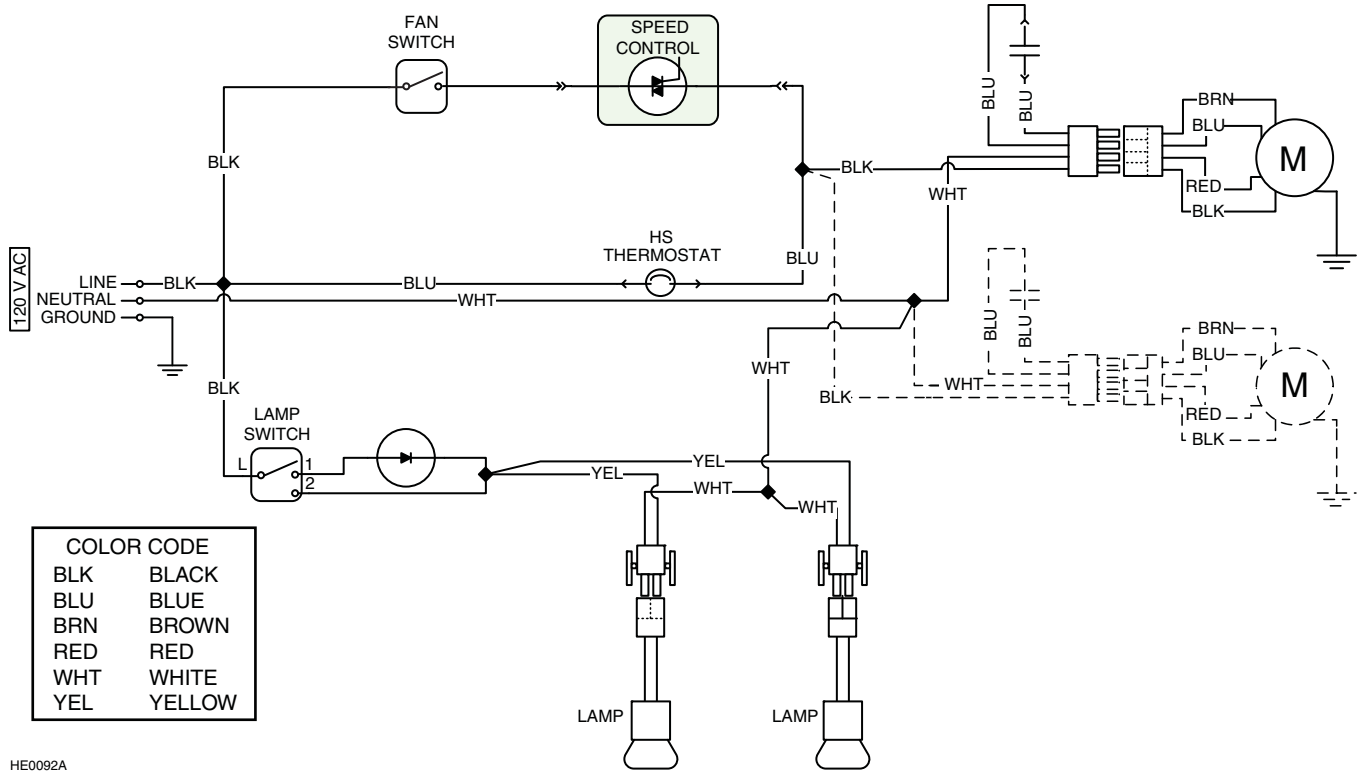 FAN
SWITCH
SPEED
CONTROL
BLU
BLU
BRN
BLU
M
RED
BLK
BLK
BLK
WHT
HS
THERMOSTAT
BLU
120 V AC
LINE
BLK
BLU
NEUTRAL
WHT
GROUND
BLU
BLU
BRN
BLU
M
RED
BLK
WHT
BLK
WHT
BLK
LAMP
SWITCH
L
1
2
YEL
YEL
WHT
WHT
COLOR CODE
BLK BLACK
BLU BLUE
BRN BROWN
RED RED
WHT WHITE
YEL YELLOW
LAMP
LAMP
HE0092A